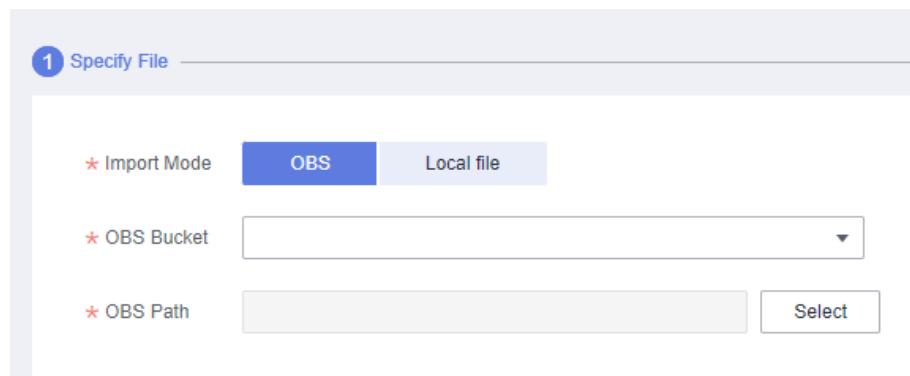 1 Specify File
* Import Mode OBS Local file
* OBS Bucket
* OBS Path Select